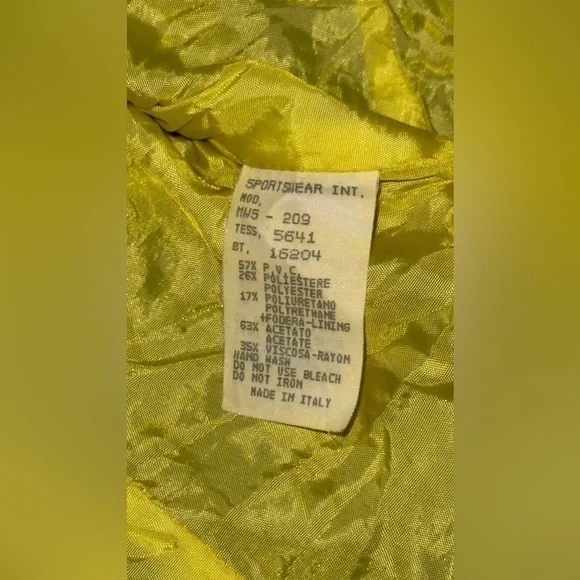 SPORTSWEAR INT.
MOD.
MW5 - 209
TESS. 5641
BT. 16204
57% P.V.C.
26% POLIESTERE
POLYESTER
17% POLIURETANO
POLYRETHANE
+FODERA-LINING
63% ACETATO
ACETATE
35% VISCOSA-RAYON
HAND WASH
DO NOT USE BLEACH
DO NOT IRON
MADE IN ITALY